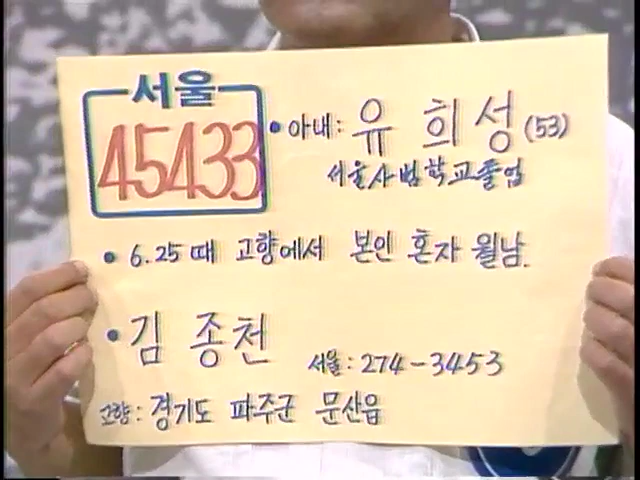 서울
45433
• 아내: 유 희성 (53)
서울사범학교졸업
• 6.25 때 고향에서 본인 혼자 월남.
• 김 종천 서울: 274-3453
고향: 경기도 파주군 문산읍